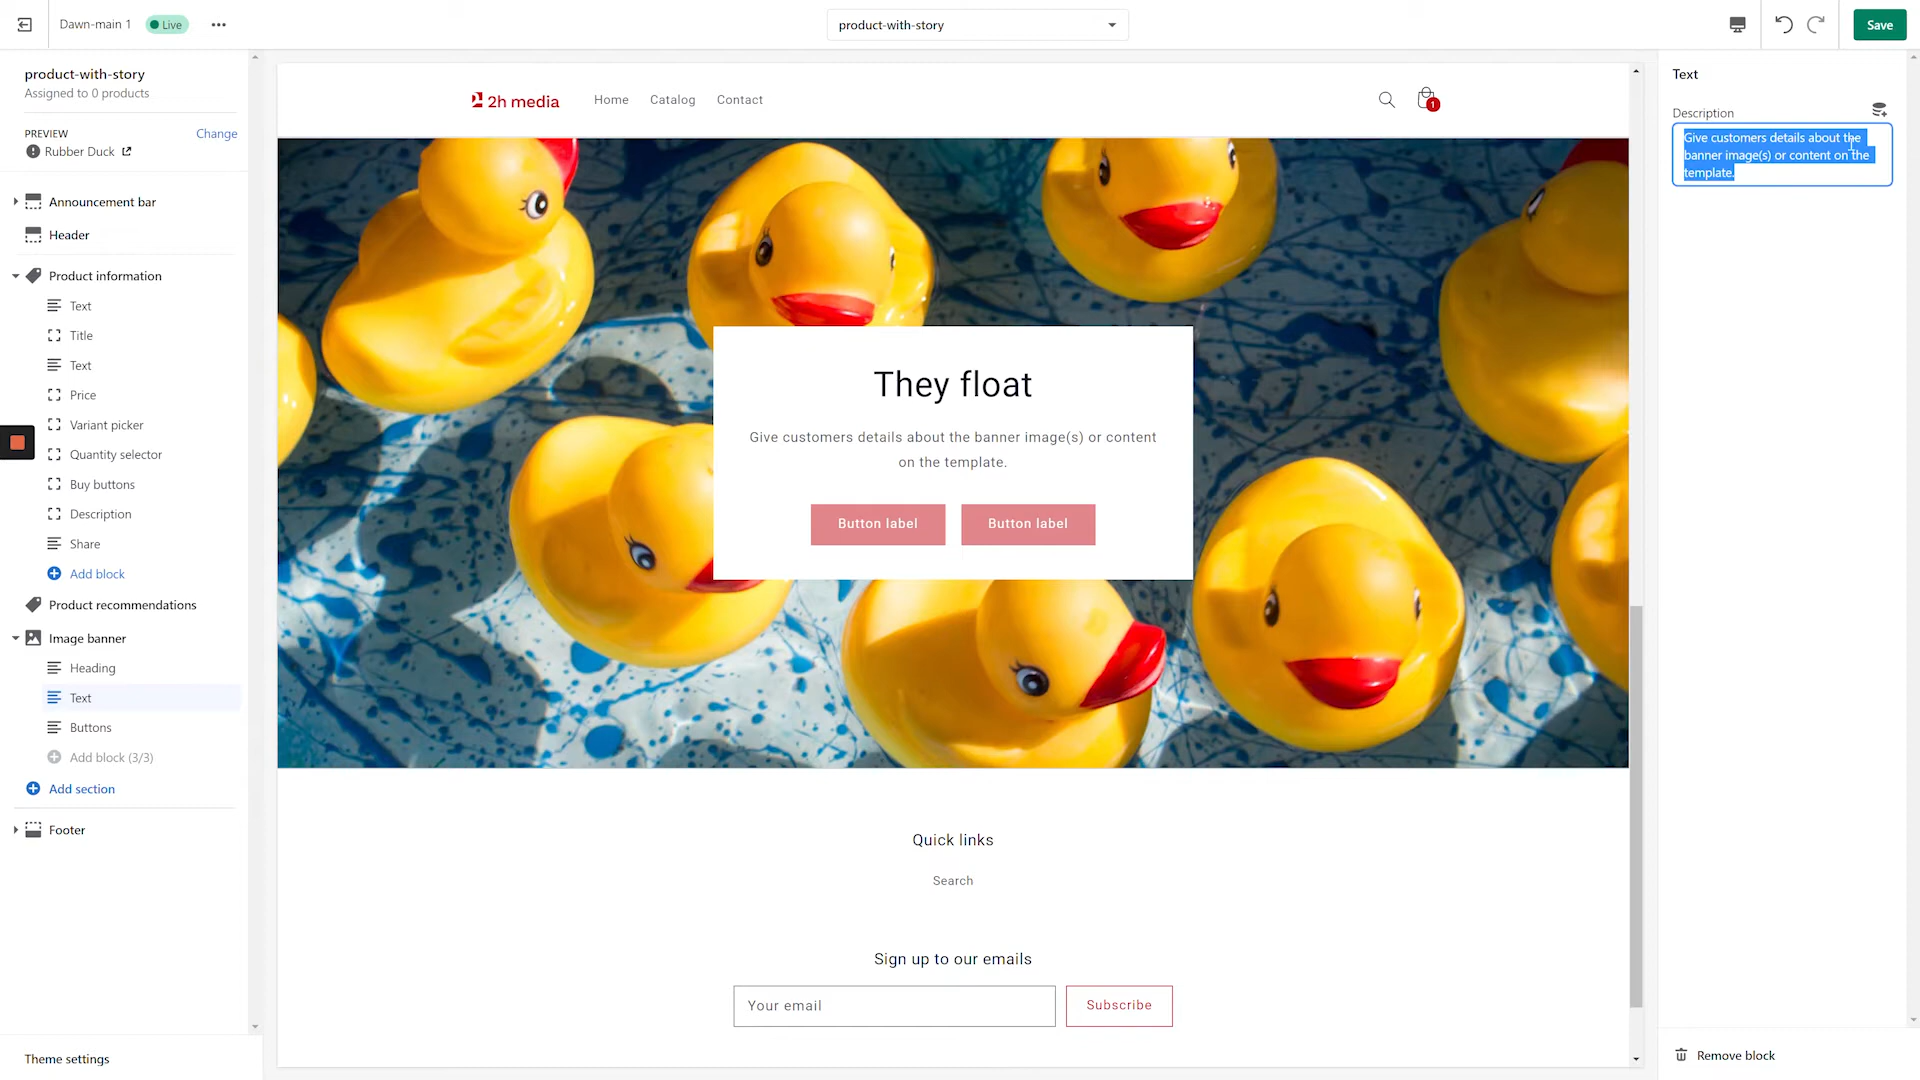 Dawn-main 1
Live
product-with-story
Save
product-with-story
Assigned to 0 products
PREVIEW
Change
Rubber Duck
Announcement bar
Header
Product information
Text
Title
Text
Price
Variant picker
Quantity selector
Buy buttons
Description
Share
Add block
Product recommendations
Image banner
Heading
Text
Buttons
Add block (3/3)
Add section
Footer
Theme settings
2h media
Home
Catalog
Contact
1
They float
Give customers details about the banner image(s) or content
on the template.
Button label
Button label
Quick links
Search
Sign up to our emails
Your email
Subscribe
Text
Description
Give customers details about the
banner image(s) or content on the
template.
Remove block